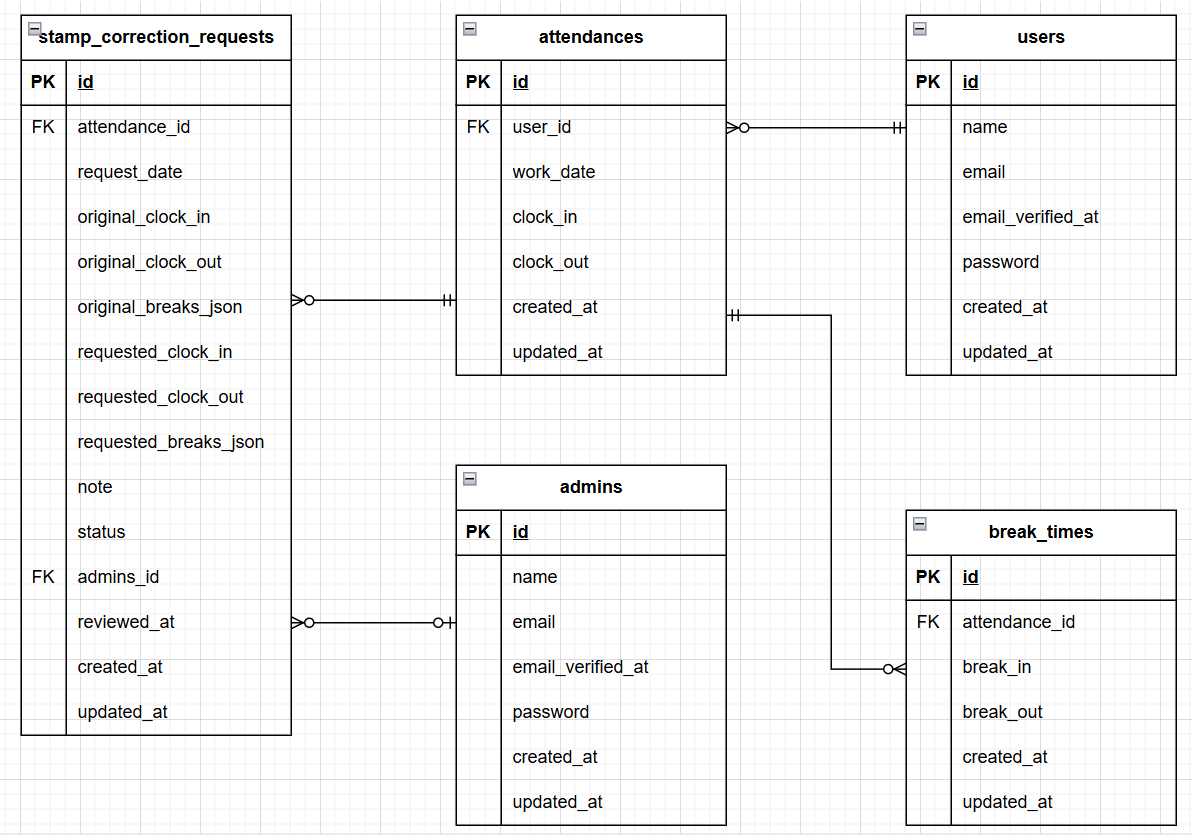 stamp_correction_requests
PK id
FK attendance_id
request_date
original_clock_in
original_clock_out
original_breaks_json
requested_clock_in
requested_clock_out
requested_breaks_json
note
status
FK admins_id
reviewed_at
created_at
updated_at
attendances
PK id
FK user_id
work_date
clock_in
clock_out
created_at
updated_at
users
PK id
name
email
email_verified_at
password
created_at
updated_at
admins
PK id
name
email
email_verified_at
password
created_at
updated_at
break_times
PK id
FK attendance_id
break_in
break_out
created_at
updated_at